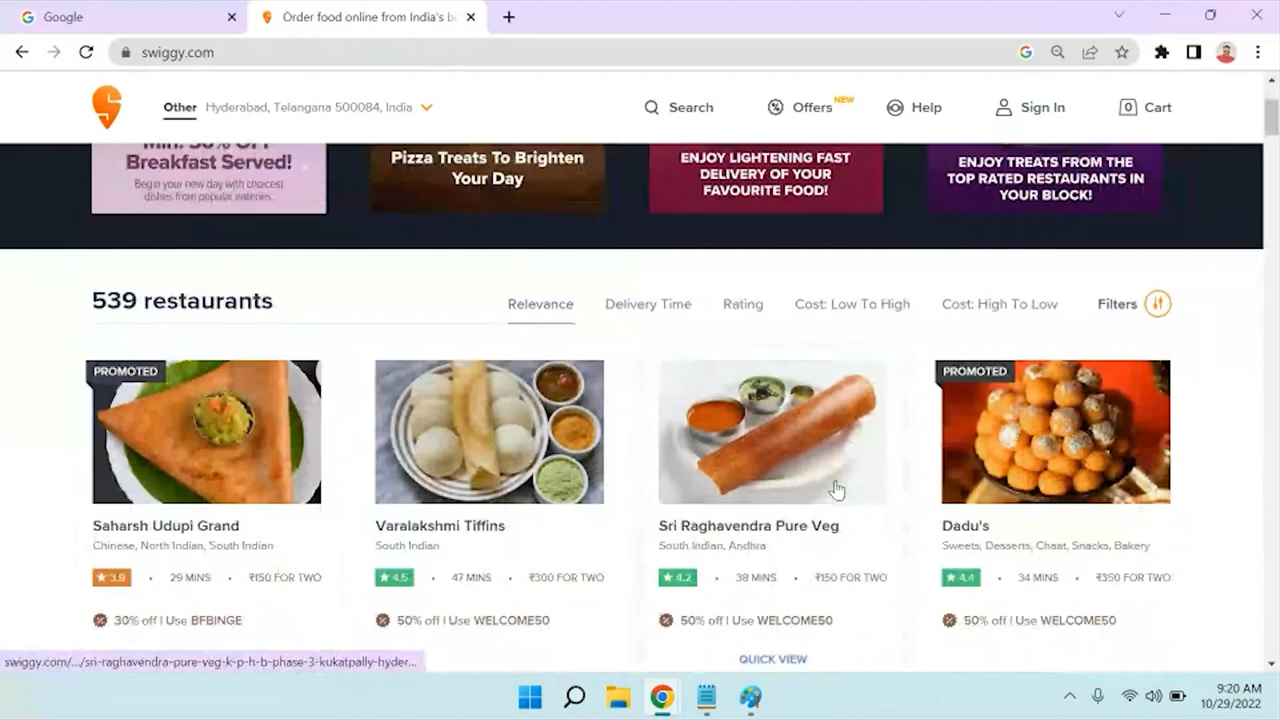 Google
Order food online from India's b
swiggy.com
Other Hyderabad, Telangana 500084, India
Search
Offers NEW
Help
Sign In
0 Cart
Min. 50% OFF
Breakfast Served!
Begin your new day with choicest
dishes from popular eateries.
Pizza Treats To Brighten
Your Day
ENJOY LIGHTENING FAST
DELIVERY OF YOUR
FAVOURITE FOOD!
ENJOY TREATS FROM THE
TOP RATED RESTAURANTS IN
YOUR BLOCK!
539 restaurants
Relevance
Delivery Time
Rating
Cost: Low To High
Cost: High To Low
Filters
PROMOTED
Saharsh Udupi Grand
Chinese, North Indian, South Indian
★ 3.9 • 29 MINS • ₹150 FOR TWO
30% off | Use BFBINGE
Varalakshmi Tiffins
South Indian
★ 4.5 • 47 MINS • ₹300 FOR TWO
50% off | Use WELCOME50
Sri Raghavendra Pure Veg
South Indian, Andhra
★ 4.2 • 38 MINS • ₹150 FOR TWO
50% off | Use WELCOME50
QUICK VIEW
PROMOTED
Dadu's
Sweets, Desserts, Chaat, Snacks, Bakery
★ 4.4 • 34 MINS • ₹350 FOR TWO
50% off | Use WELCOME50
swiggy.com/.../sri-raghavendra-pure-veg-k-p-h-b-phase-3-kukatpally-hyder...
9:20 AM
10/29/2022